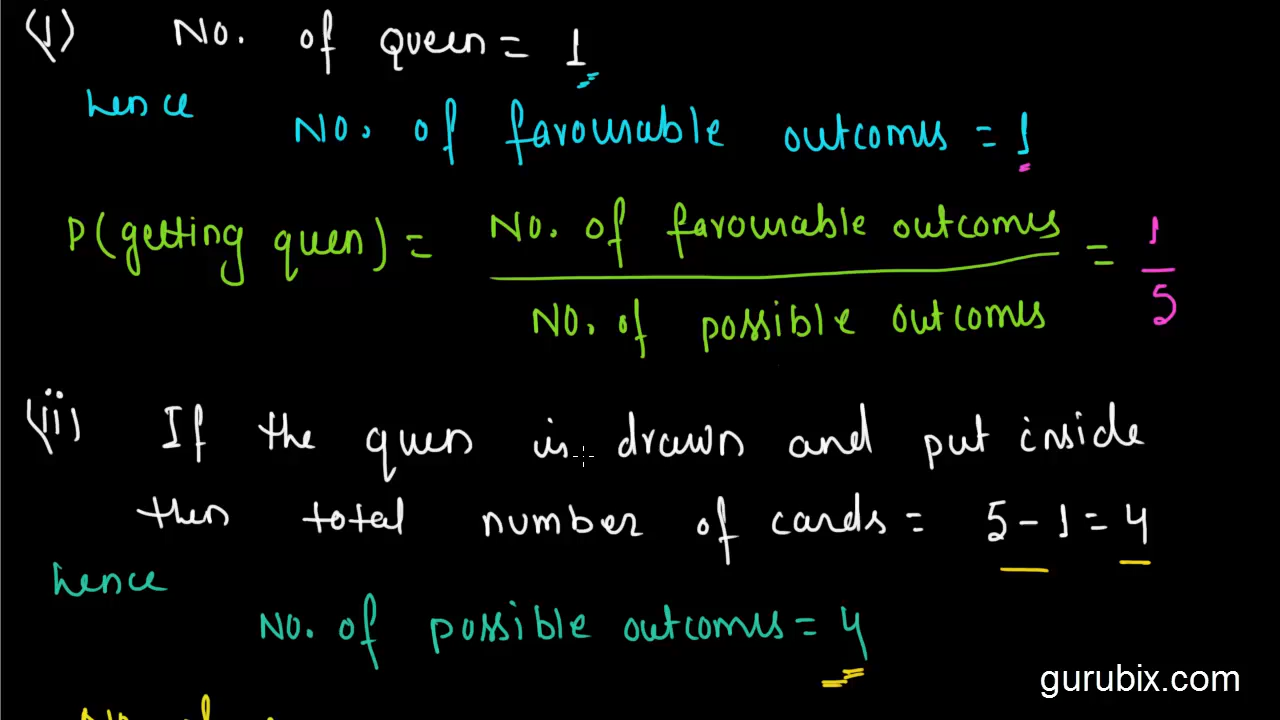 (i) No. of queen = 1
hence No. of favourable outcomes = 1
P(getting queen) = No. of favourable outcomes / No. of possible outcomes = 1/5
(ii) If the queen is drawn and put inside
then total number of cards = 5 - 1 = 4
hence
No. of possible outcomes = 4
gurubix.com